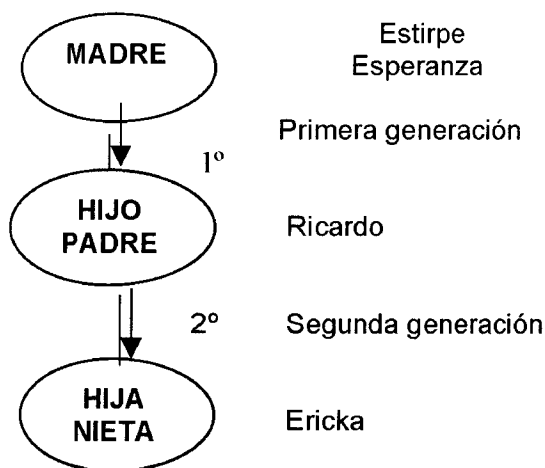 MADRE
Estirpe
Esperanza
Primera generación
1º
HIJO
PADRE
Ricardo
2º
Segunda generación
HIJA
NIETA
Ericka